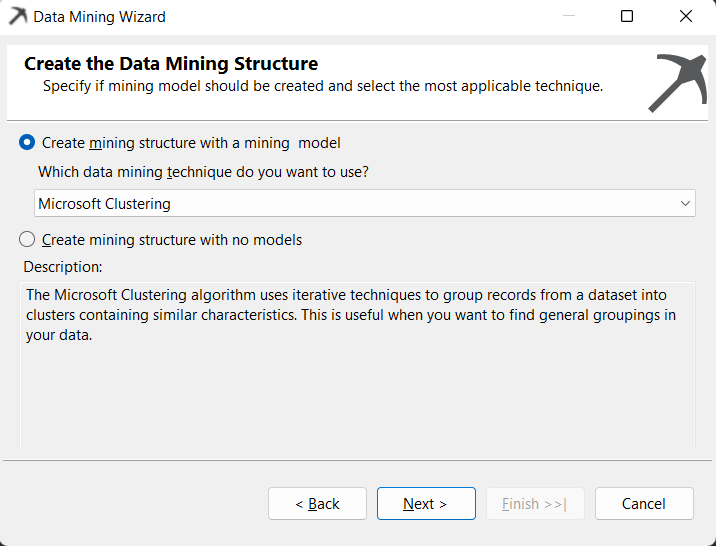 Data Mining Wizard
Create the Data Mining Structure
Specify if mining model should be created and select the most applicable technique.
Create mining structure with a mining  model
Which data mining technique do you want to use?
Microsoft Clustering
Create mining structure with no models
Description:
The Microsoft Clustering algorithm uses iterative techniques to group records from a dataset into
clusters containing similar characteristics. This is useful when you want to find general groupings in
your data.
< Back
Next >
Finish >>|
Cancel